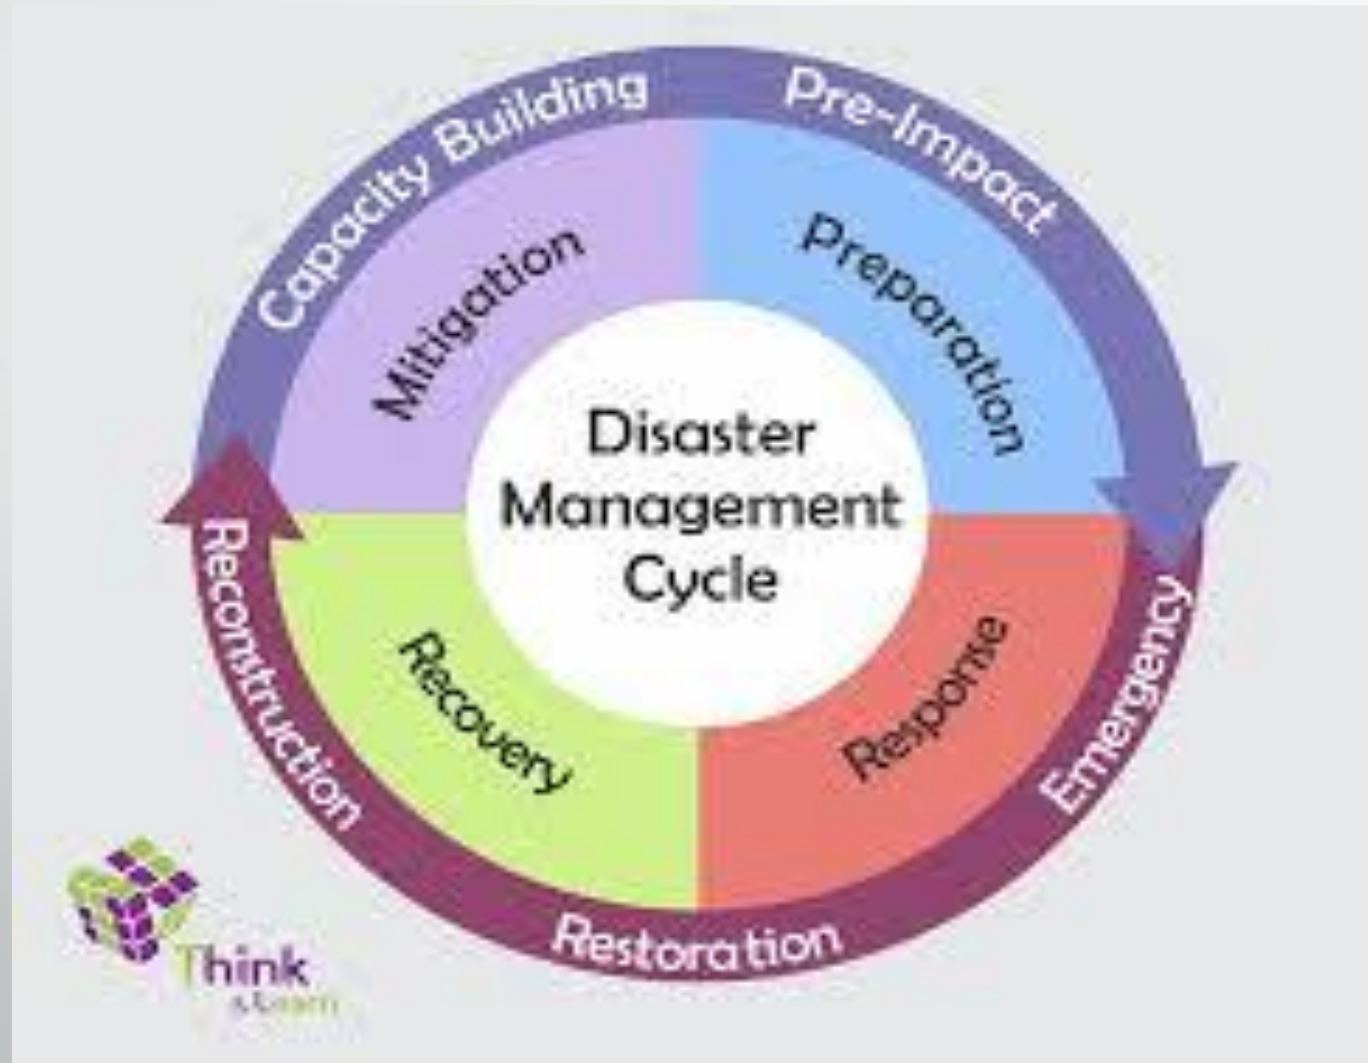 Capacity Building
Pre-Impact
Mitigation
Preparation
Disaster
Management
Cycle
Reconstruction
Recovery
Response
Emergency
Restoration
Think